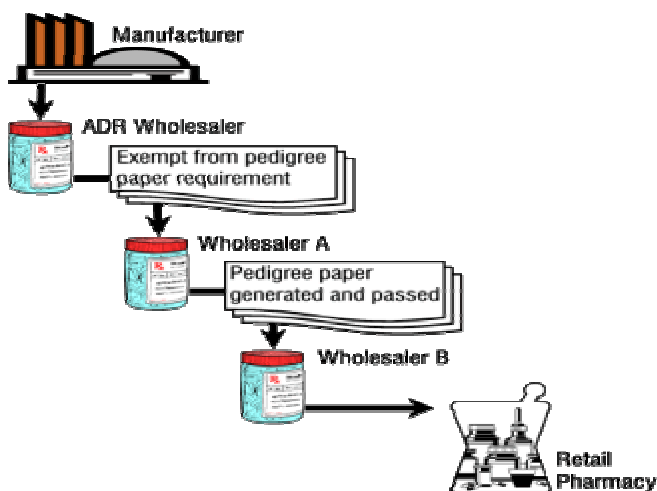 Manufacturer
ADR Wholesaler
Exempt from pedigree
paper requirement
Wholesaler A
Pedigree paper
generated and passed
Wholesaler B
Retail
Pharmacy